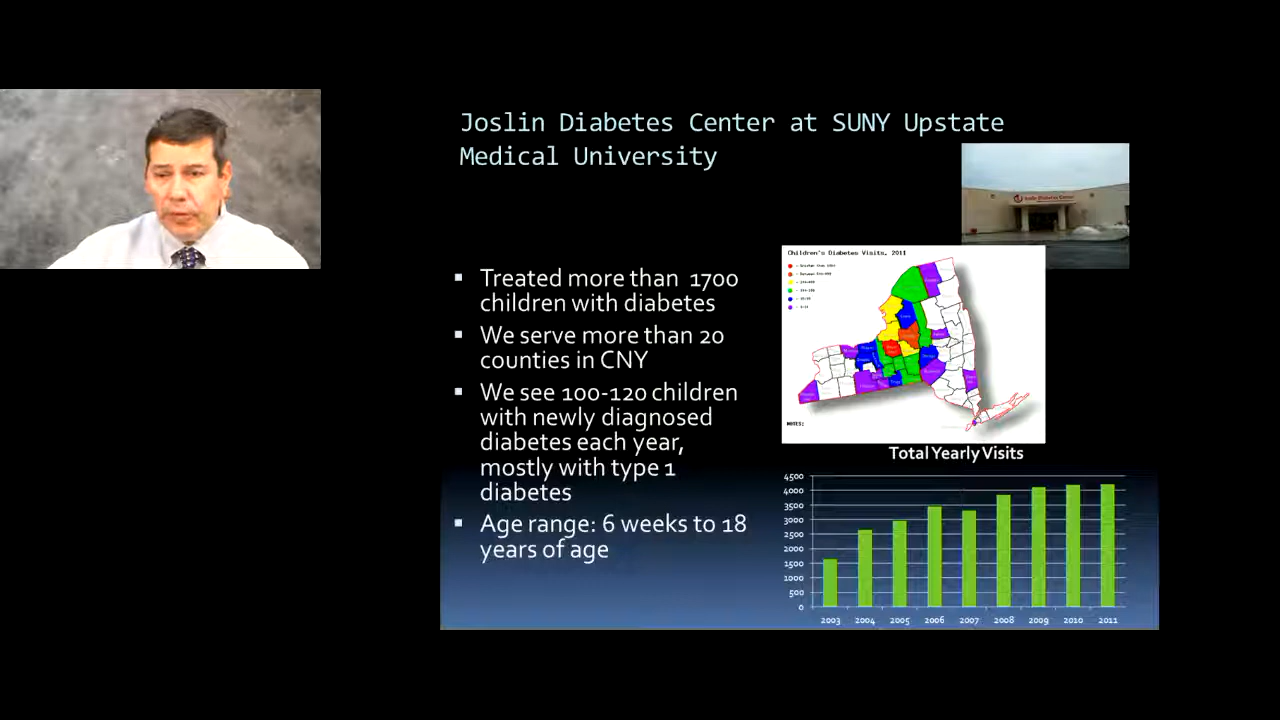 Joslin Diabetes Center at SUNY Upstate
Medical University
Treated more than 1700
children with diabetes
We serve more than 20
counties in CNY
We see 100-120 children
with newly diagnosed
diabetes each year,
mostly with type 1
diabetes
Age range: 6 weeks to 18
years of age
Joslin Diabetes Center
Children's Diabetes Visits, 2011
NOTES:
Total Yearly Visits
4500
4000
3500
3000
2500
2000
1500
1000
500
0
2003 2004 2005 2006 2007 2008 2009 2010 2011